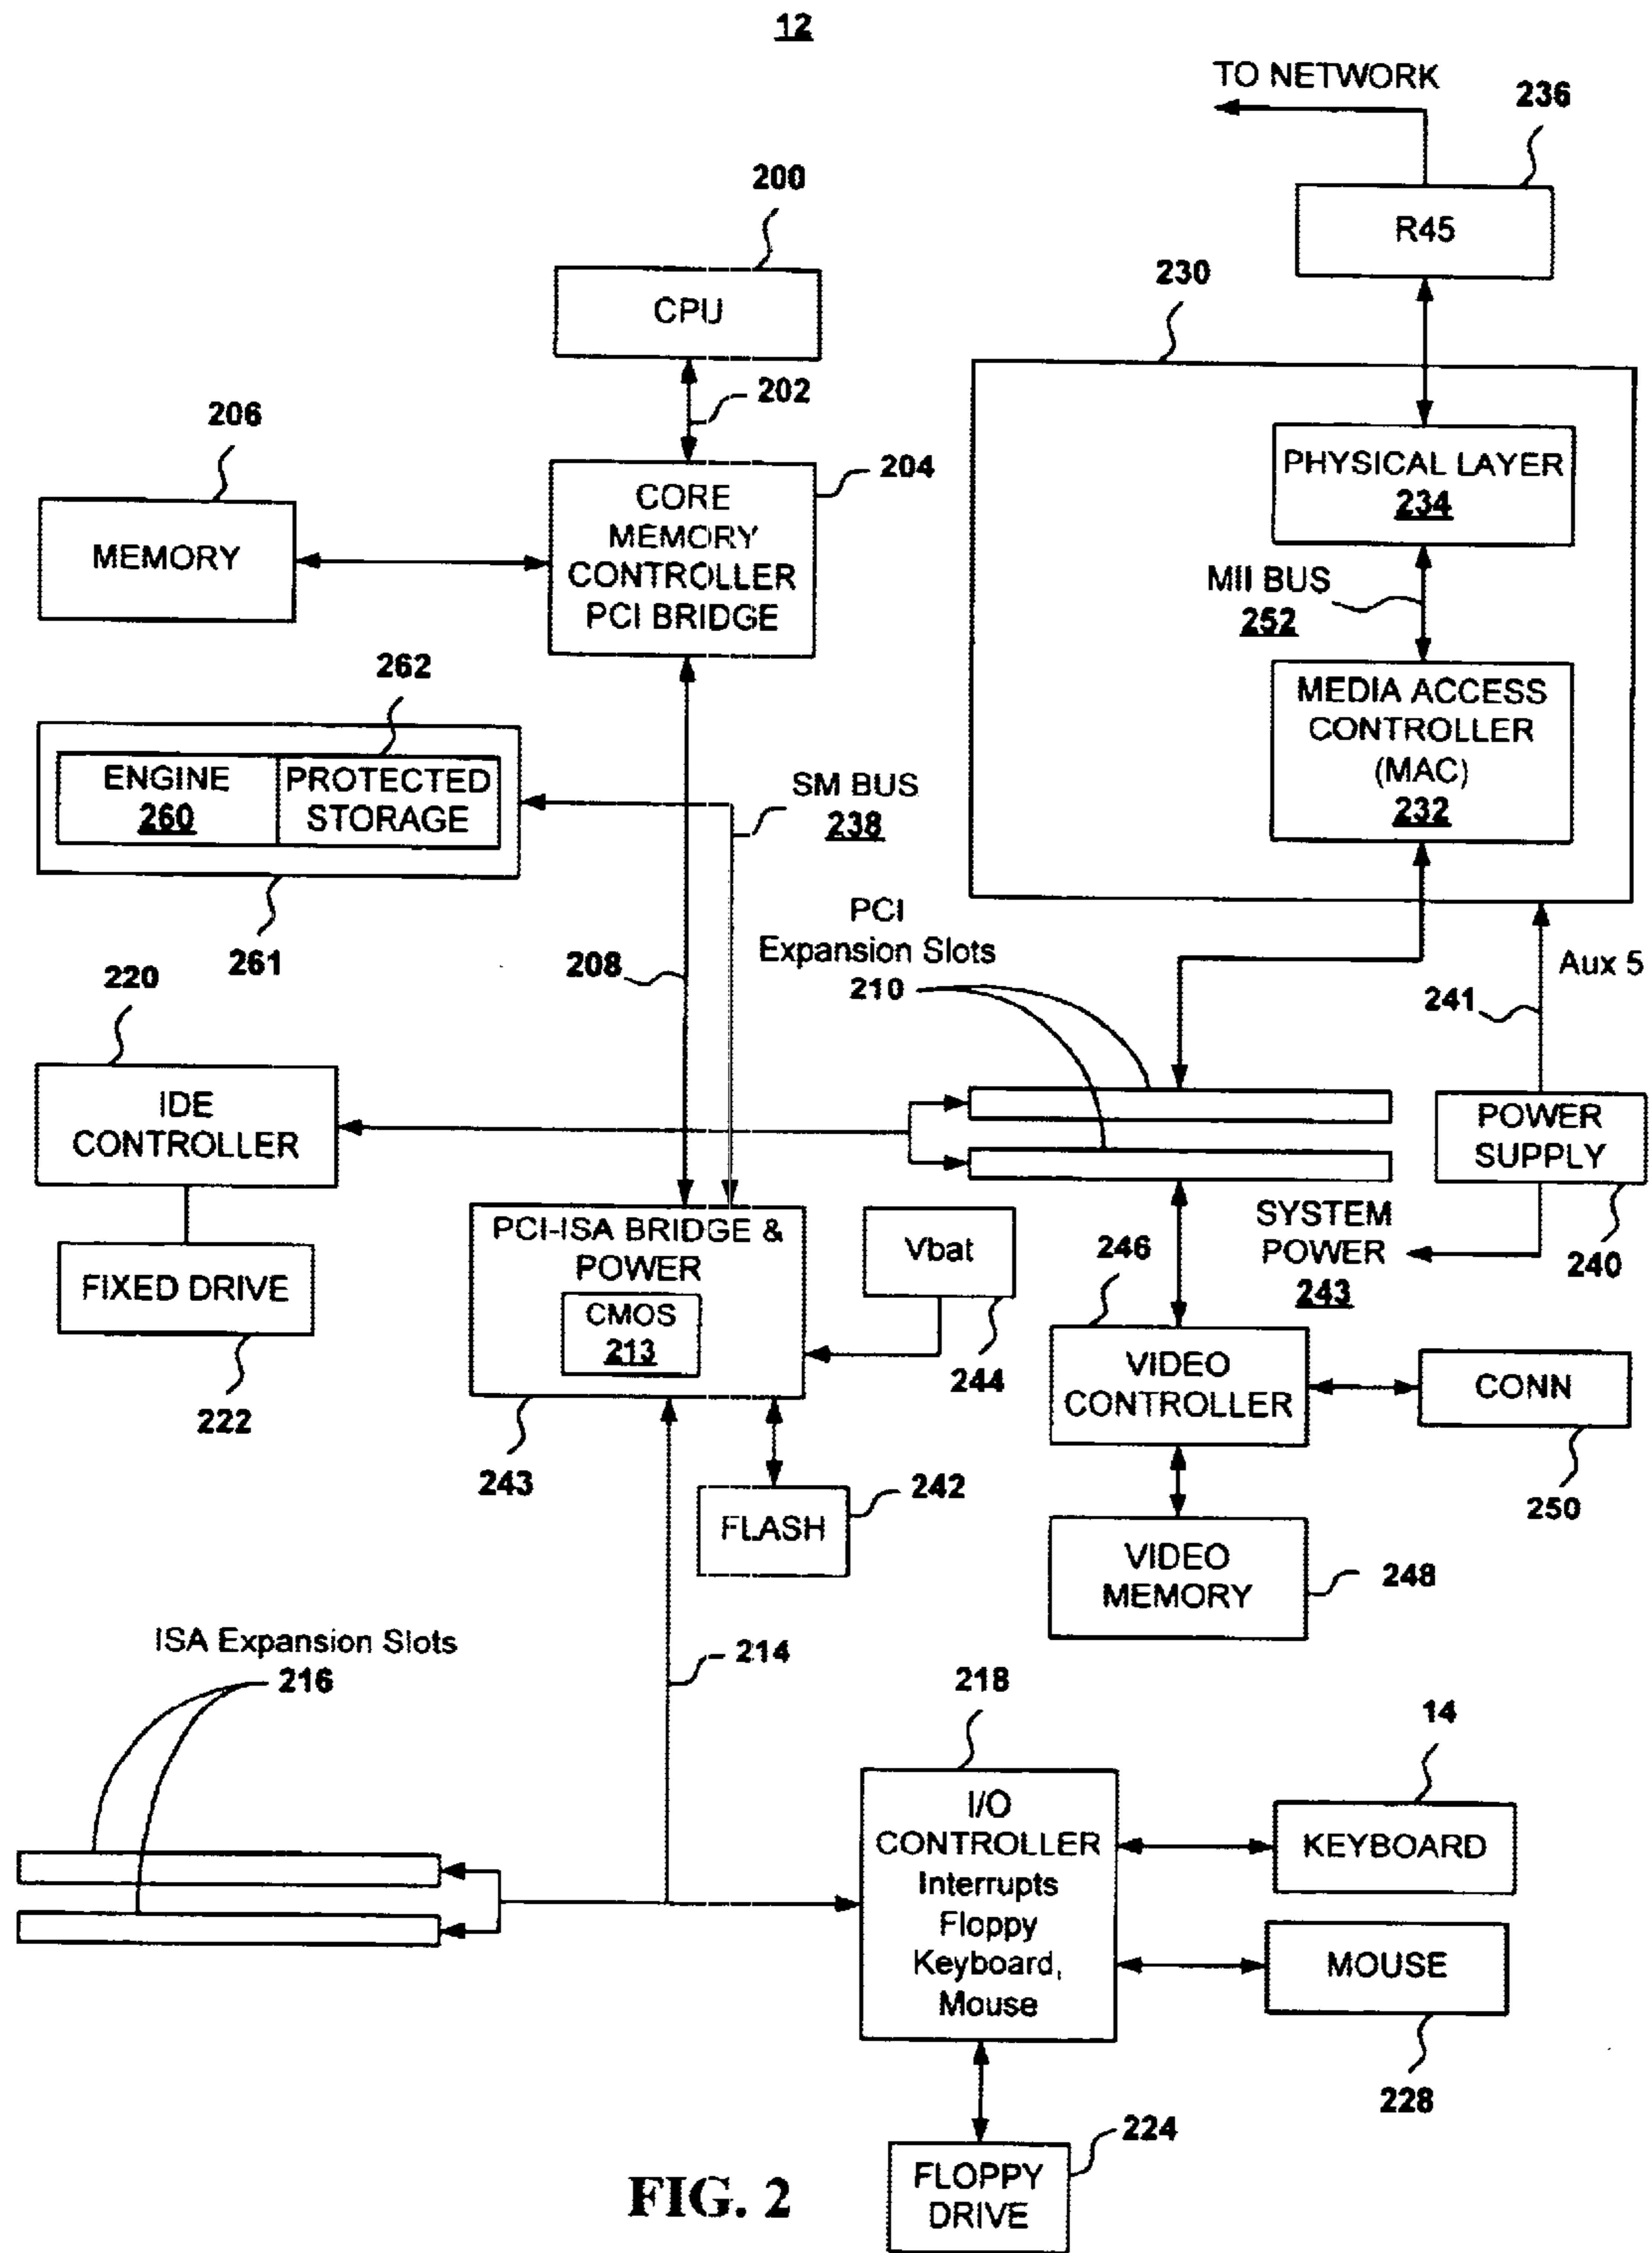 12
TO NETWORK
236
R45
200
CPU
202
230
PHYSICAL LAYER
234
MII BUS
252
MEDIA ACCESS
CONTROLLER
(MAC)
232
206
MEMORY
204
CORE
MEMORY
CONTROLLER
PCI BRIDGE
262
ENGINE
260
PROTECTED
STORAGE
261
SM BUS
238
208
PCI
Expansion Slots
210
Aux 5
241
POWER
SUPPLY
240
SYSTEM
POWER
243
220
IDE
CONTROLLER
FIXED DRIVE
222
PCI-ISA BRIDGE &
POWER
CMOS
213
243
Vbat
244
246
VIDEO
CONTROLLER
CONN
250
242
FLASH
VIDEO
MEMORY
248
214
ISA Expansion Slots
216
218
I/O
CONTROLLER
Interrupts
Floppy
Keyboard,
Mouse
14
KEYBOARD
MOUSE
228
224
FLOPPY
DRIVE
FIG. 2